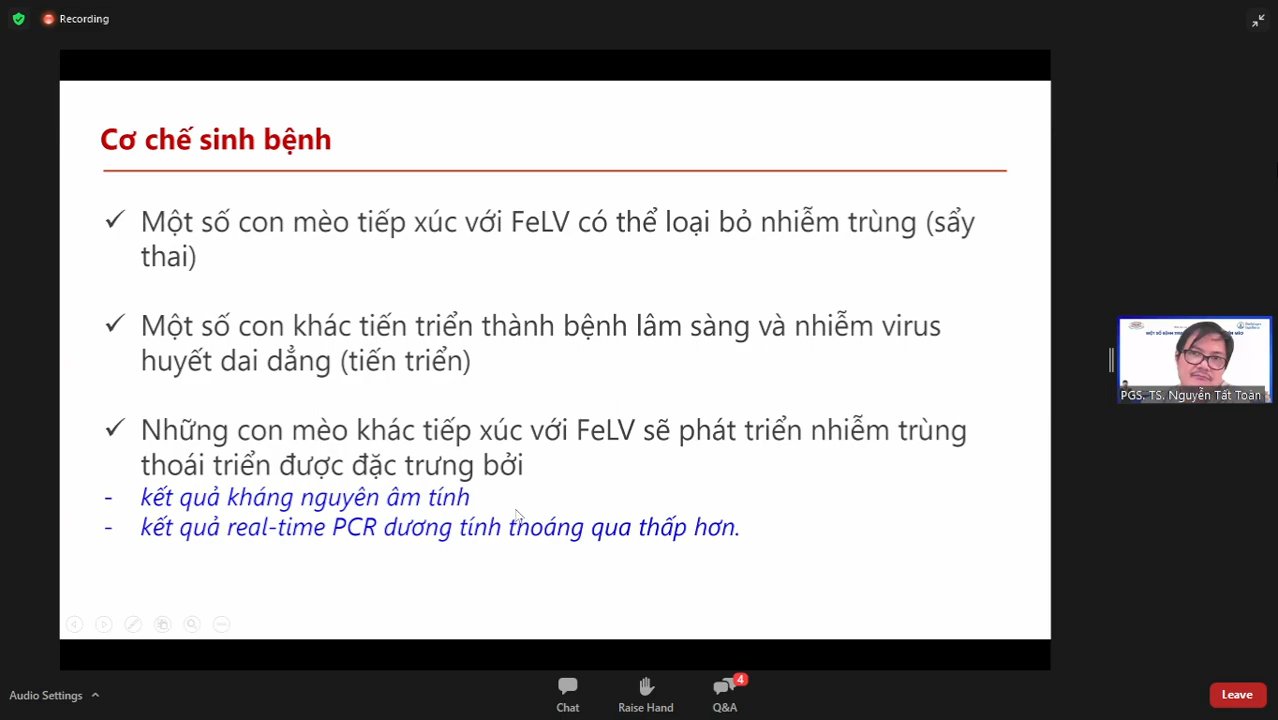 Recording
Cơ chế sinh bệnh
✓ Một số con mèo tiếp xúc với FeLV có thể loại bỏ nhiễm trùng (sẩy
thai)
✓ Một số con khác tiến triển thành bệnh lâm sàng và nhiễm virus
huyết dai dẳng (tiến triển)
✓ Những con mèo khác tiếp xúc với FeLV sẽ phát triển nhiễm trùng
thoái triển được đặc trưng bởi
- kết quả kháng nguyên âm tính
- kết quả real-time PCR dương tính thoáng qua thấp hơn.
PGS. TS. Nguyễn Tất Toàn
Audio Settings
Chat
Raise Hand
4
Q&A
Leave